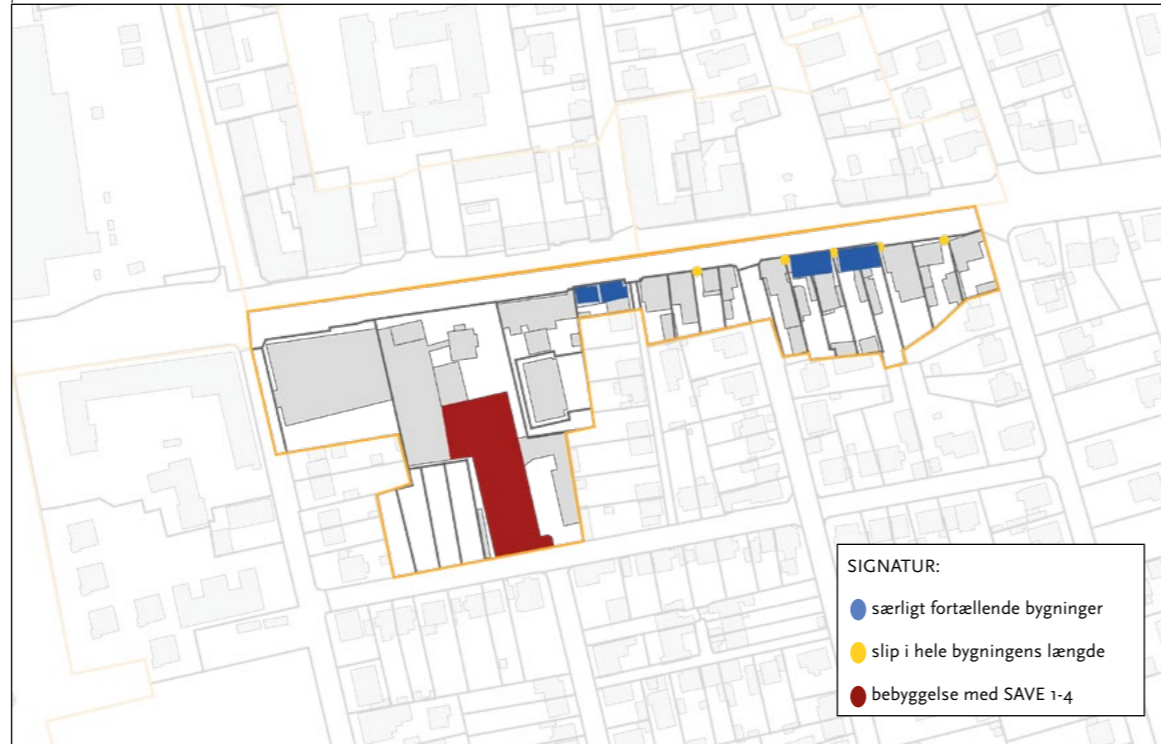 SIGNATUR:
særligt fortællende bygninger
slip i hele bygningens længde
bebyggelse med SAVE 1-4